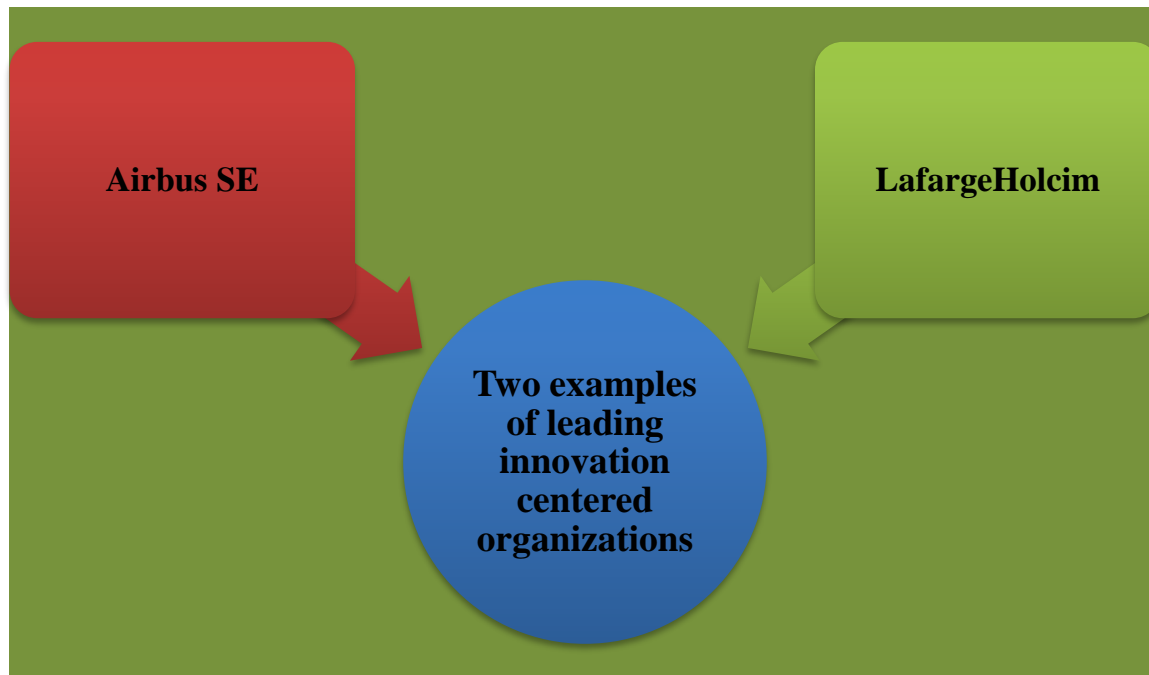 Airbus SE
LafargeHolcim
Two examples
of leading
innovation
centered
organizations